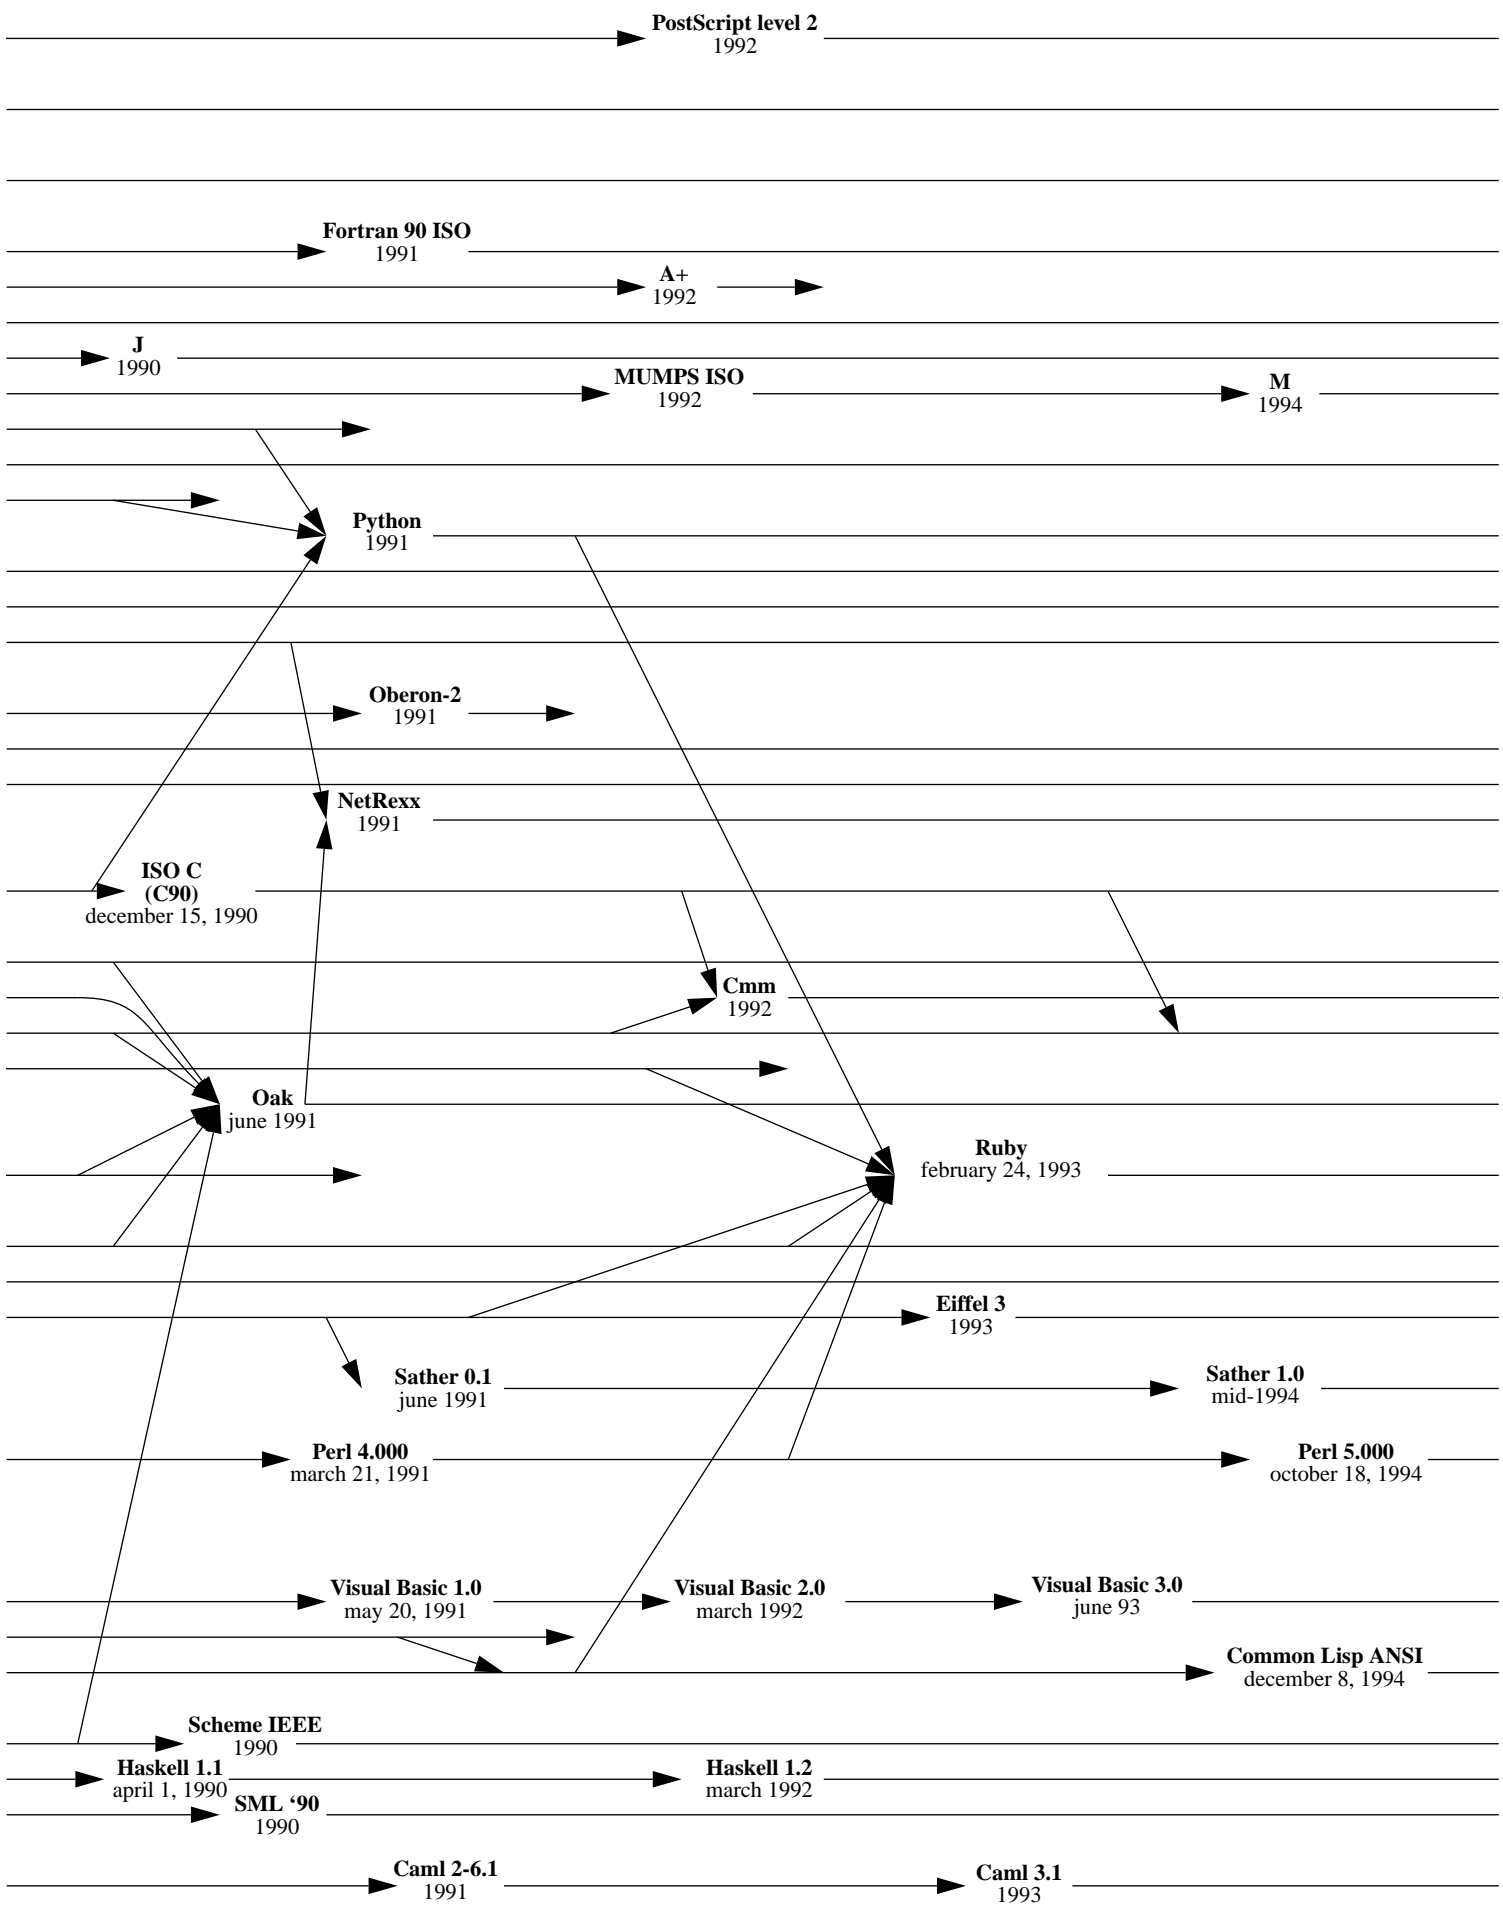 PostScript level 2
1992
Fortran 90 ISO
1991
A+
1992
J
1990
MUMPS ISO
1992
M
1994
Python
1991
Oberon-2
1991
NetRexx
1991
ISO C
(C90)
december 15, 1990
Cmm
1992
Oak
june 1991
Ruby
february 24, 1993
Eiffel 3
1993
Sather 0.1
june 1991
Sather 1.0
mid-1994
Perl 4.000
march 21, 1991
Perl 5.000
october 18, 1994
Visual Basic 1.0
may 20, 1991
Visual Basic 2.0
march 1992
Visual Basic 3.0
june 93
Common Lisp ANSI
december 8, 1994
Scheme IEEE
1990
Haskell 1.1
april 1, 1990
Haskell 1.2
march 1992
SML ‘90
1990
Caml 2-6.1
1991
Caml 3.1
1993